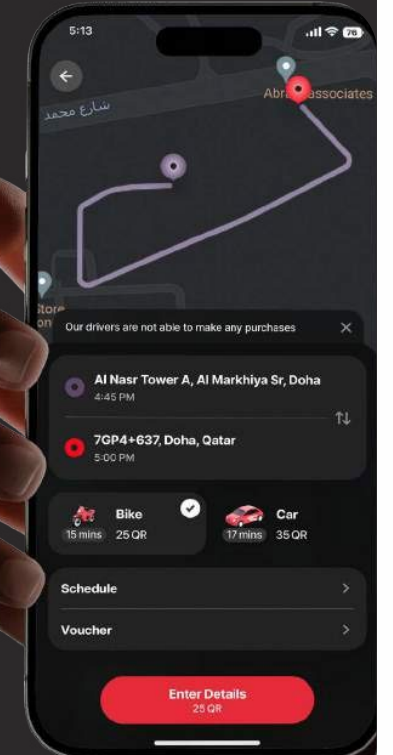 5:13
76
Abra associates
شارع محمد
Store
on
Our drivers are not able to make any purchases
Al Nasr Tower A, Al Markhiya Sr, Doha
4:45 PM
7GP4+637, Doha, Qatar
5:00 PM
Bike
15 mins 25 QR
Car
17 mins 35 QR
Schedule
Voucher
Enter Details
25 QR